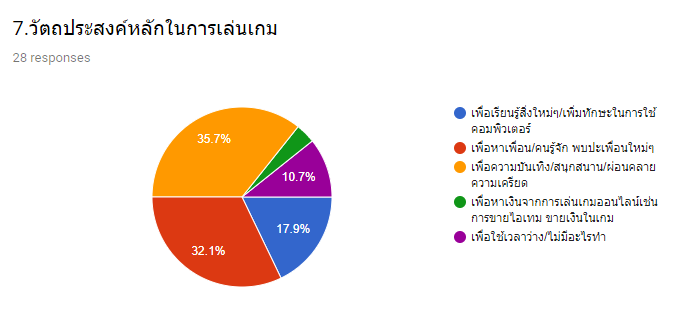 7.วัตถประสงค์หลักในการเล่นเกม
28 responses
35.7%
10.7%
17.9%
32.1%
เพื่อเรียนรู้สิ่งใหม่ๆ/เพิ่มทักษะในการใช้
คอมพิวเตอร์
เพื่อหาเพื่อน/คนรู้จัก พบปะเพื่อนใหม่ๆ
เพื่อความบันเทิง/สนุกสนาน/ผ่อนคลาย
ความเครียด
เพื่อหาเงินจากการเล่นเกมออนไลน์เช่น
การขายไอเทม ขายเงินในเกม
เพื่อใช้เวลาว่าง/ไม่มีอะไรทำ